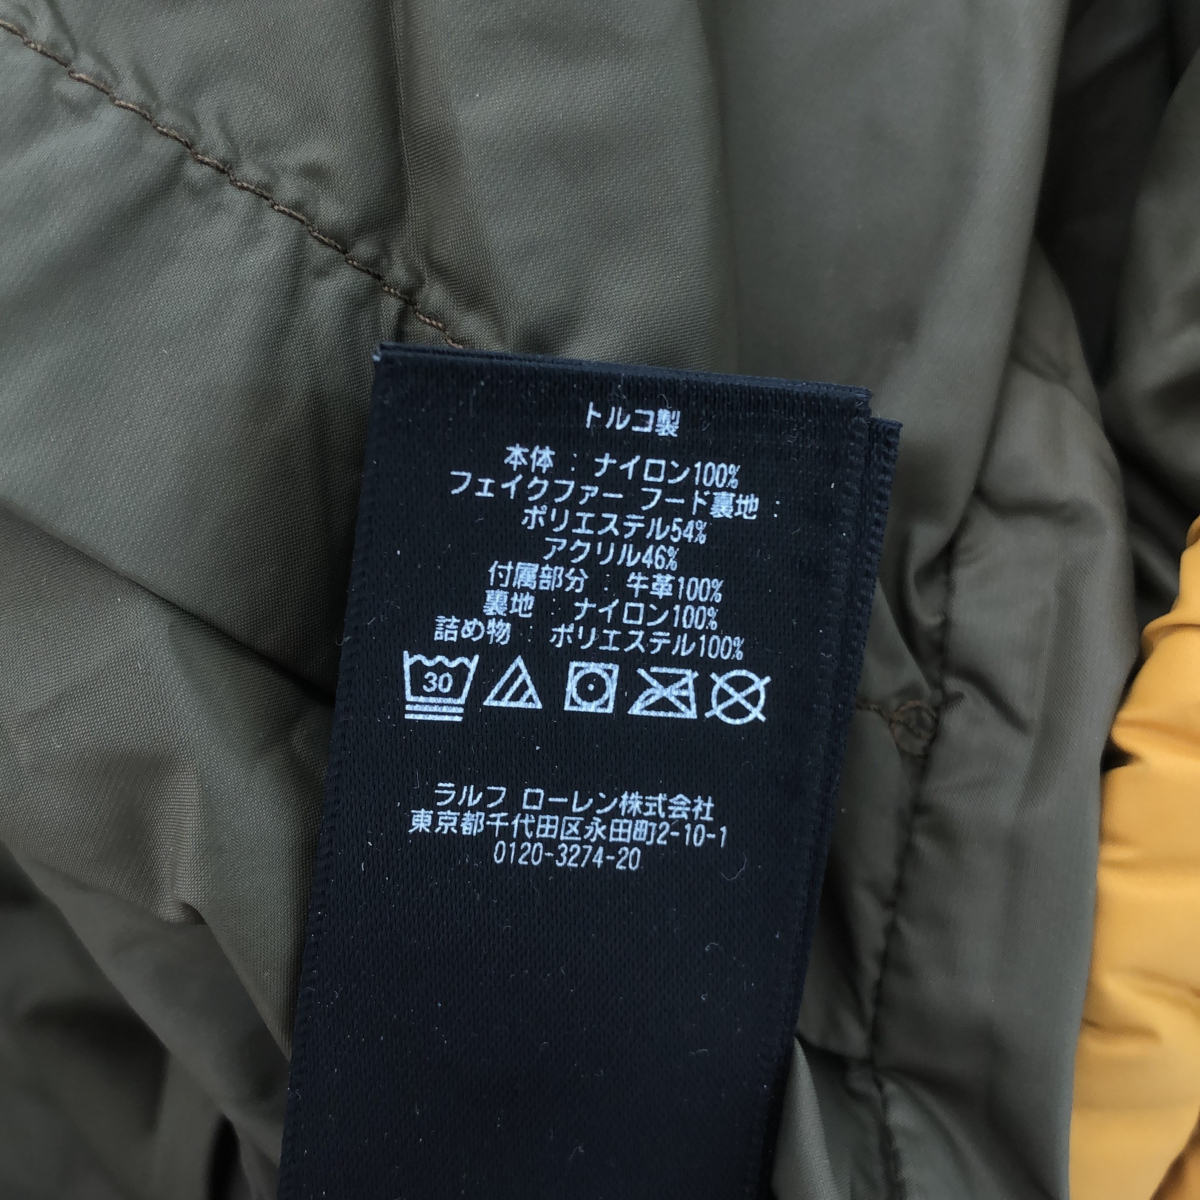 トルコ製
本体 : ナイロン100%
フェイクファー フード裏地 :
ポリエステル54%
アクリル46%
付属部分 : 牛革100%
裏地 : ナイロン100%
詰め物 : ポリエステル100%
30
ラルフ ローレン株式会社
東京都千代田区永田町2-10-1
0120-3274-20